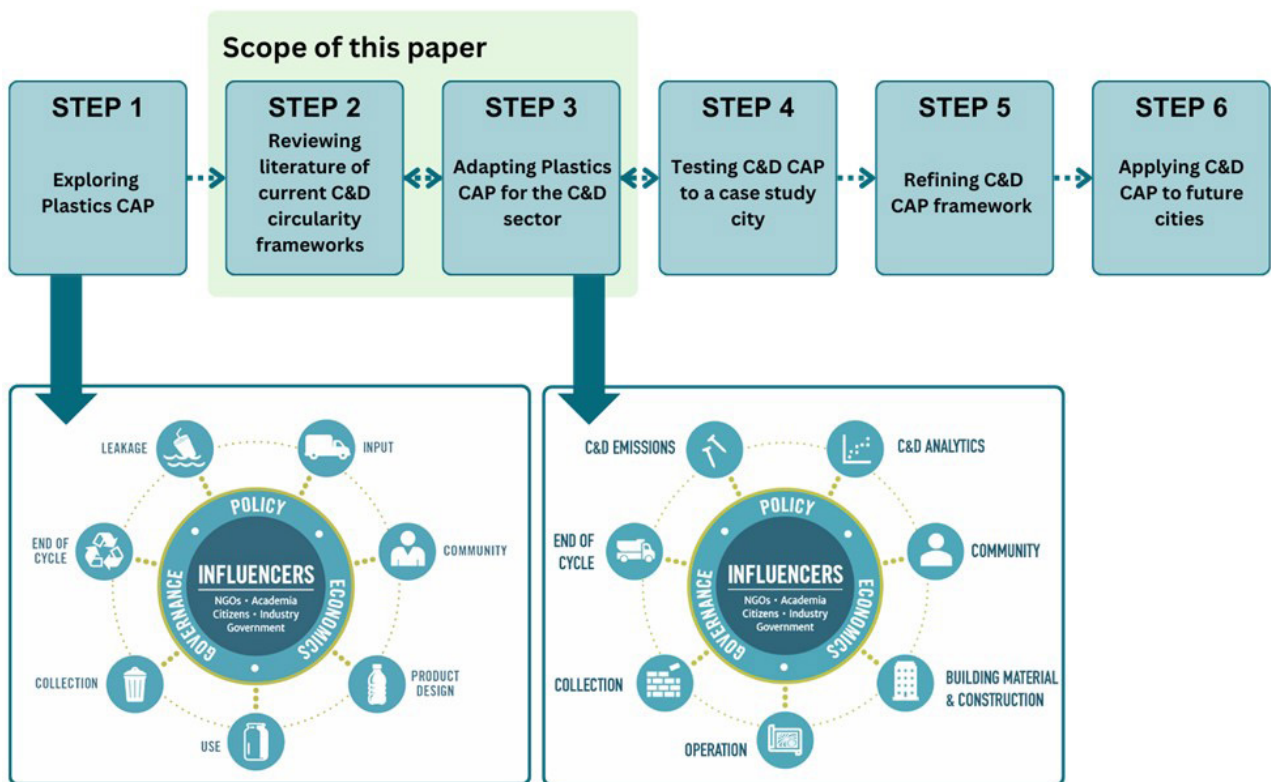 Scope of this paper
STEP 1
Exploring
Plastics CAP
STEP 2
Reviewing
literature of
current C&D
circularity
frameworks
STEP 3
Adapting Plastics
CAP for the C&D
sector
STEP 4
Testing C&D CAP
to a case study
city
STEP 5
Refining C&D
CAP framework
STEP 6
Applying C&D
CAP to future
cities
LEAKAGE
INPUT
END OF
CYCLE
COMMUNITY
COLLECTION
PRODUCT
DESIGN
USE
POLICY
ECONOMICS
GOVERNANCE
INFLUENCERS
NGOs • Academia
Citizens • Industry
Government
C&D EMISSIONS
C&D ANALYTICS
END OF
CYCLE
COMMUNITY
COLLECTION
BUILDING MATERIAL
& CONSTRUCTION
OPERATION
POLICY
ECONOMICS
GOVERNANCE
INFLUENCERS
NGOs • Academia
Citizens • Industry
Government